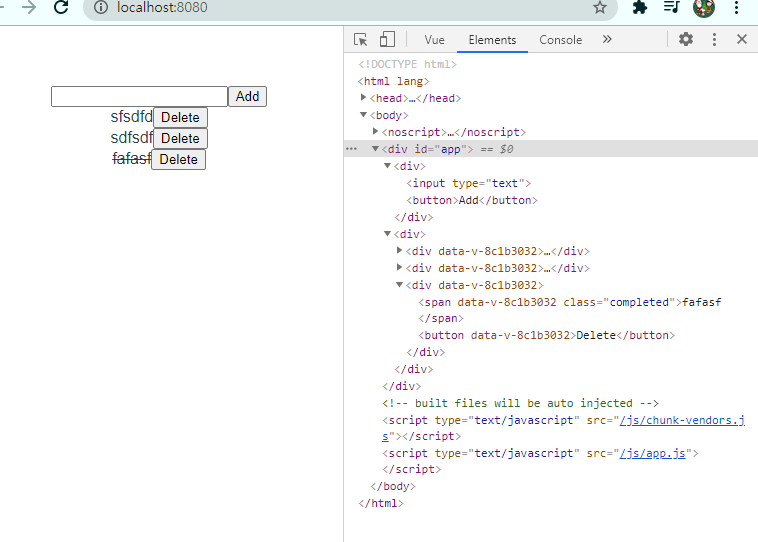 localhost:8080
Vue Elements Console »
Add
sfsdfd Delete
sdfsdf Delete
fafasf Delete
<!DOCTYPE html>
<html lang>
<head>…</head>
<body>
<noscript>…</noscript>
<div id="app"> == $0
<div>
<input type="text">
<button>Add</button>
</div>
<div>
<div data-v-8c1b3032>…</div>
<div data-v-8c1b3032>…</div>
<div data-v-8c1b3032>
<span data-v-8c1b3032 class="completed">fafasf
</span>
<button data-v-8c1b3032>Delete</button>
</div>
</div>
</div>
<!-- built files will be auto injected -->
<script type="text/javascript" src="/js/chunk-vendors.j
s"></script>
<script type="text/javascript" src="/js/app.js">
</script>
</body>
</html>